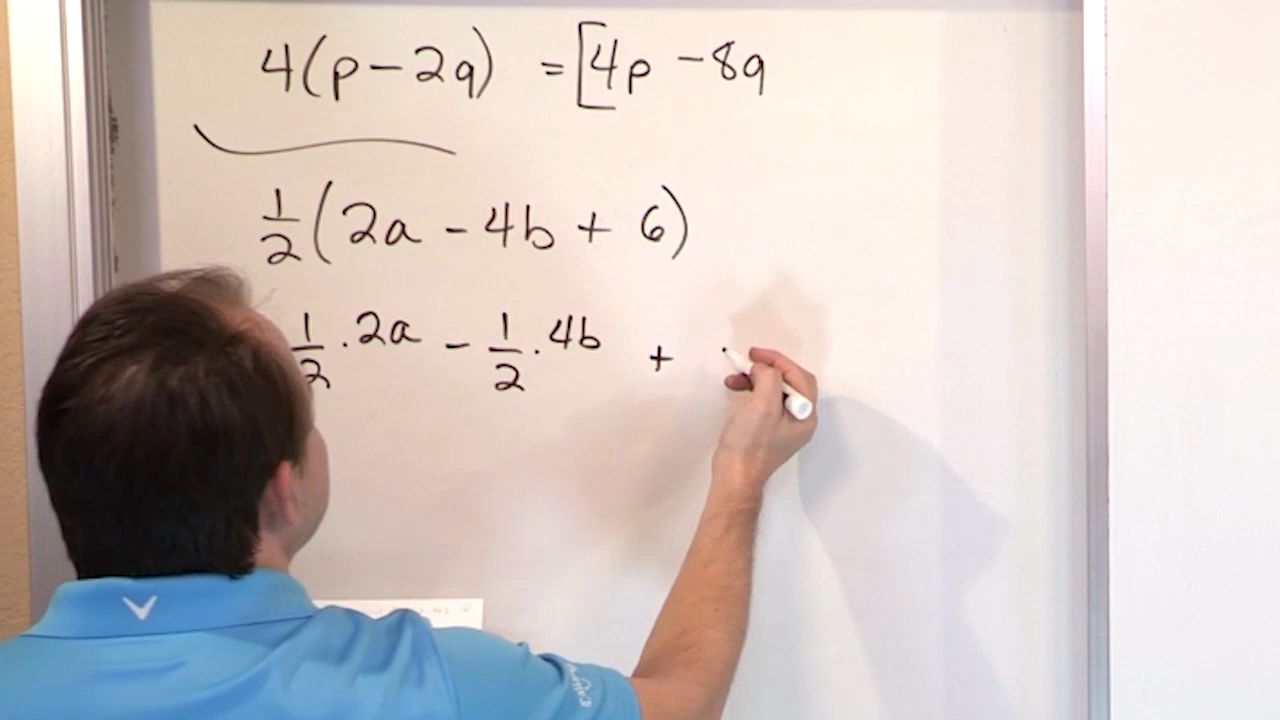 4(p-2q) = [4p -8q
1/2(2a - 4b + 6)
1/2 · 2a - 1/2 · 4b +